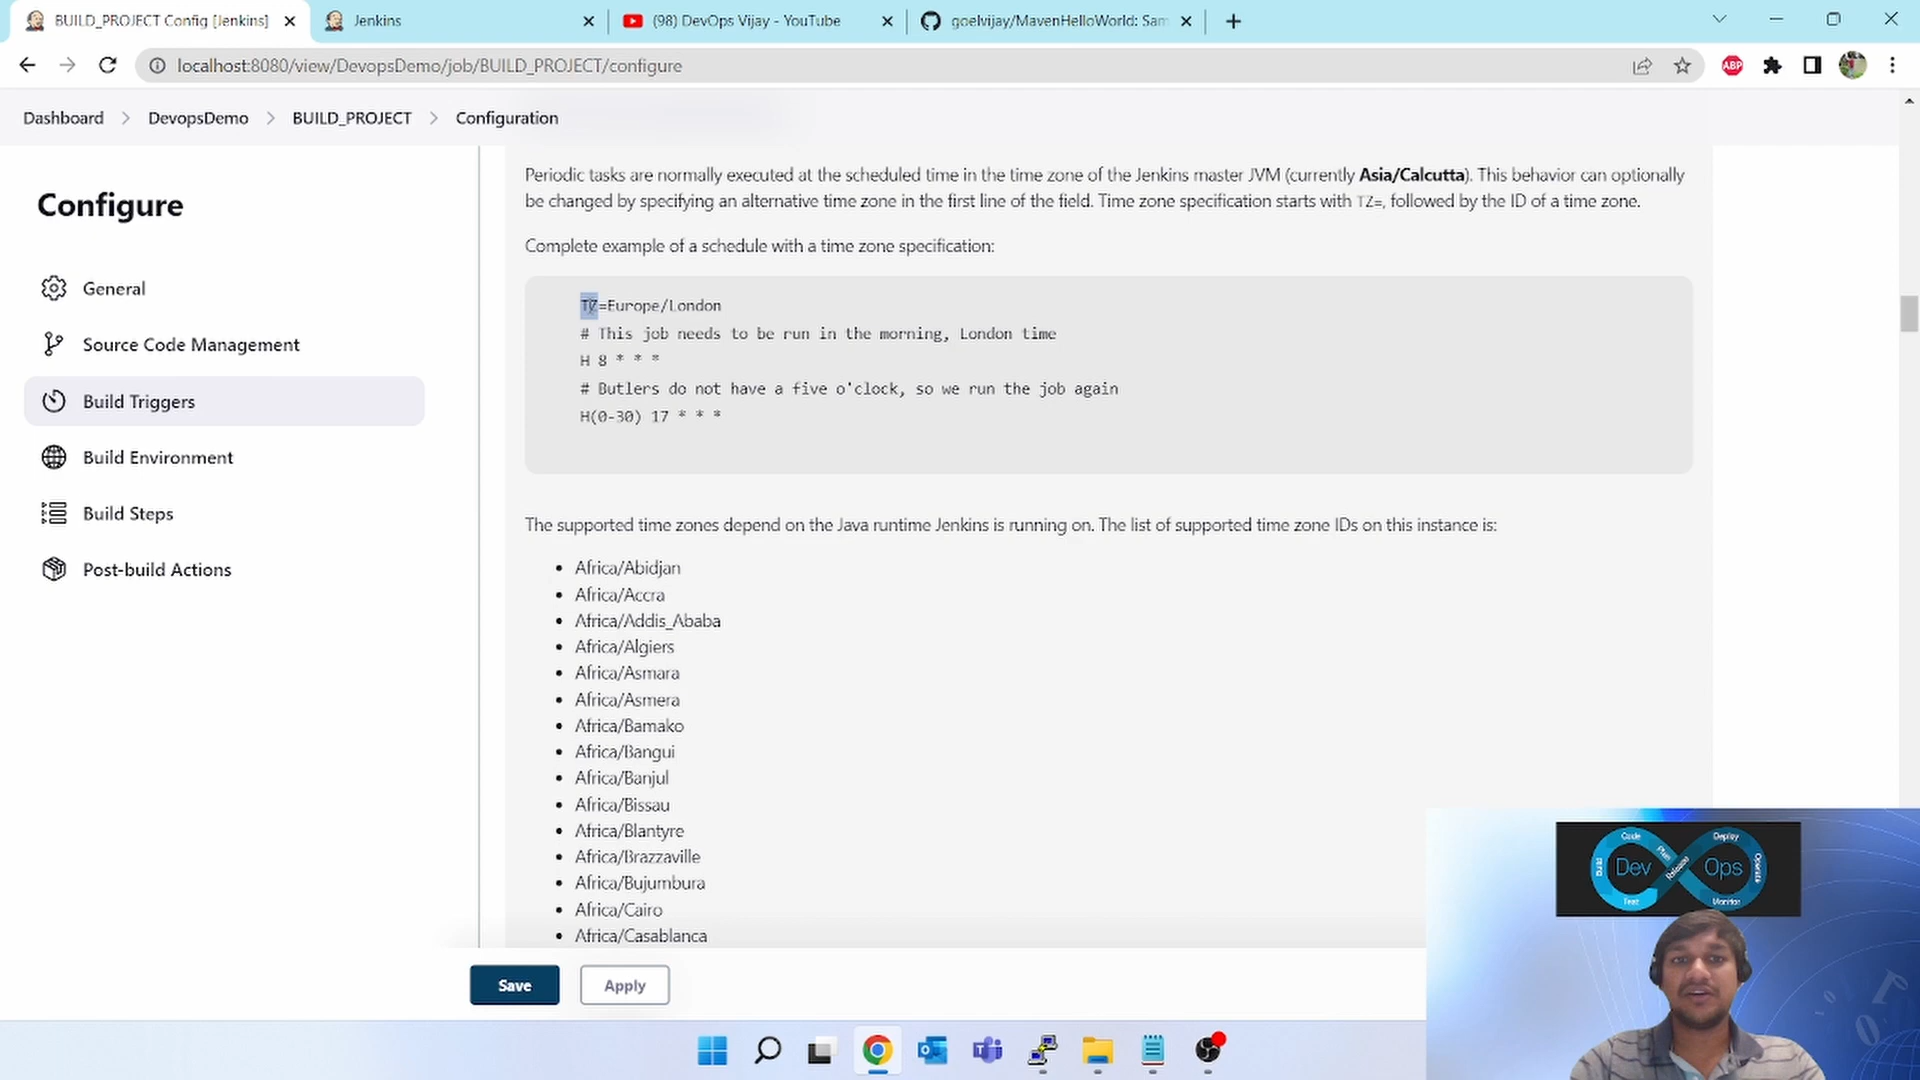 BUILD_PROJECT Config [Jenkins]
Jenkins
(98) DevOps Vijay - YouTube
goelvijay/MavenHelloWorld: Sam
localhost:8080/view/DevopsDemo/job/BUILD_PROJECT/configure
ABP
Dashboard
DevopsDemo
BUILD_PROJECT
Configuration
Configure
General
Source Code Management
Build Triggers
Build Environment
Build Steps
Post-build Actions
Periodic tasks are normally executed at the scheduled time in the time zone of the Jenkins master JVM (currently Asia/Calcutta). This behavior can optionally
be changed by specifying an alternative time zone in the first line of the field. Time zone specification starts with TZ=, followed by the ID of a time zone.
Complete example of a schedule with a time zone specification:
TZ=Europe/London
# This job needs to be run in the morning, London time
H 8 * * *
# Butlers do not have a five o'clock, so we run the job again
H(0-30) 17 * * *
The supported time zones depend on the Java runtime Jenkins is running on. The list of supported time zone IDs on this instance is:
• Africa/Abidjan
• Africa/Accra
• Africa/Addis_Ababa
• Africa/Algiers
• Africa/Asmara
• Africa/Asmera
• Africa/Bamako
• Africa/Bangui
• Africa/Banjul
• Africa/Bissau
• Africa/Blantyre
• Africa/Brazzaville
• Africa/Bujumbura
• Africa/Cairo
• Africa/Casablanca
Save
Apply
Code
Deploy
Plan
Release
Build
Dev
Ops
Operate
Test
Monitor